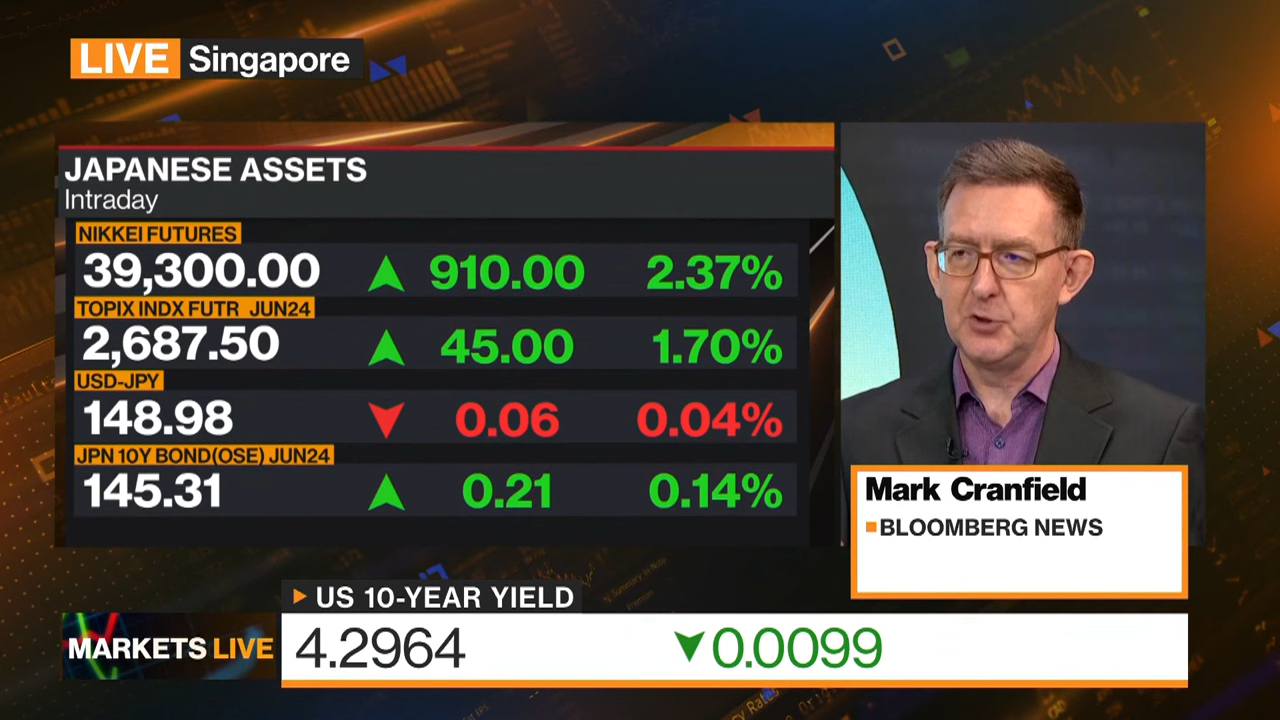 LIVE Singapore
JAPANESE ASSETS
Intraday
NIKKEI FUTURES
39,300.00 ▲ 910.00 2.37%
TOPIX INDX FUTR JUN24
2,687.50 ▲ 45.00 1.70%
USD-JPY
148.98 ▼ 0.06 0.04%
JPN 10Y BOND(OSE) JUN24
145.31 ▲ 0.21 0.14%
Mark Cranfield
BLOOMBERG NEWS
US 10-YEAR YIELD
MARKETS LIVE
4.2964 ▼0.0099